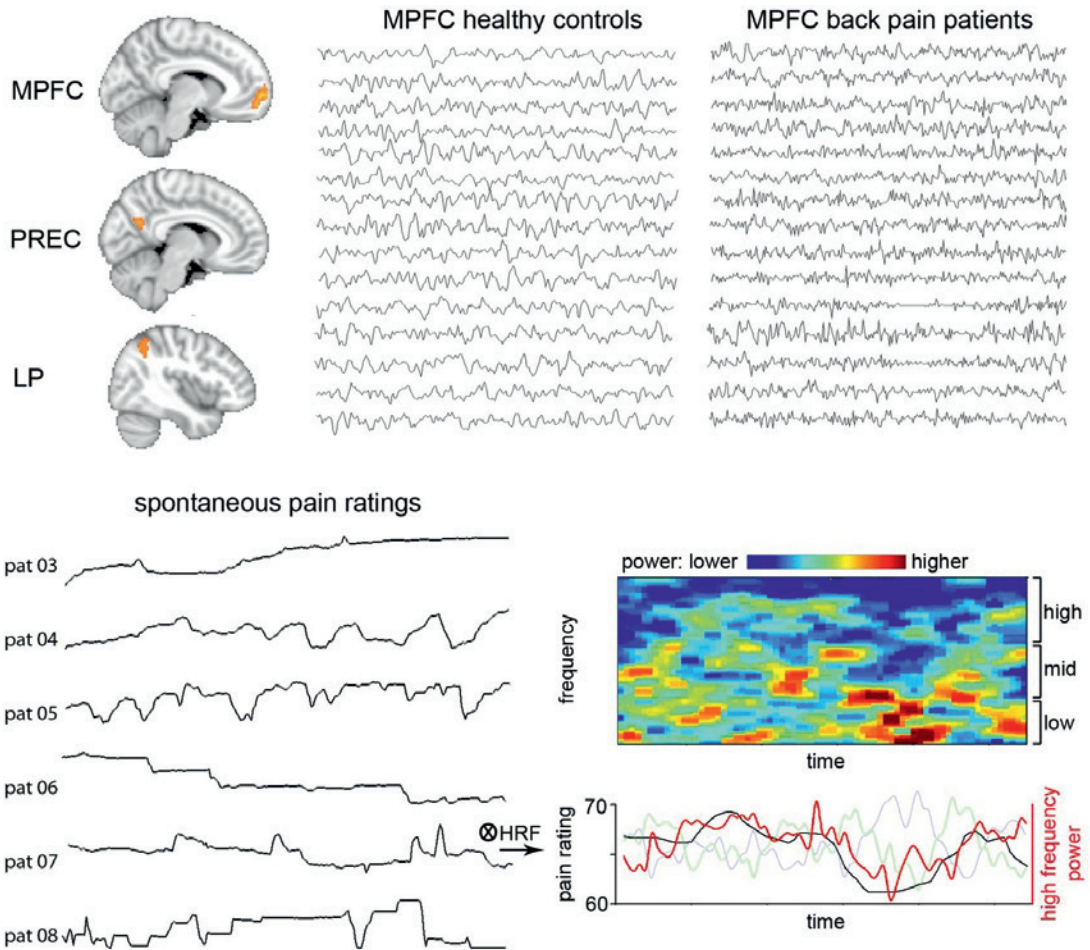 MPFC healthy controls
MPFC back pain patients
MPFC
PREC
LP
spontaneous pain ratings
pat 03
pat 04
pat 05
pat 06
pat 07
pat 08
⊗HRF
power: lower higher
frequency
high
mid
low
time
pain rating
70
60
high frequency
power
time